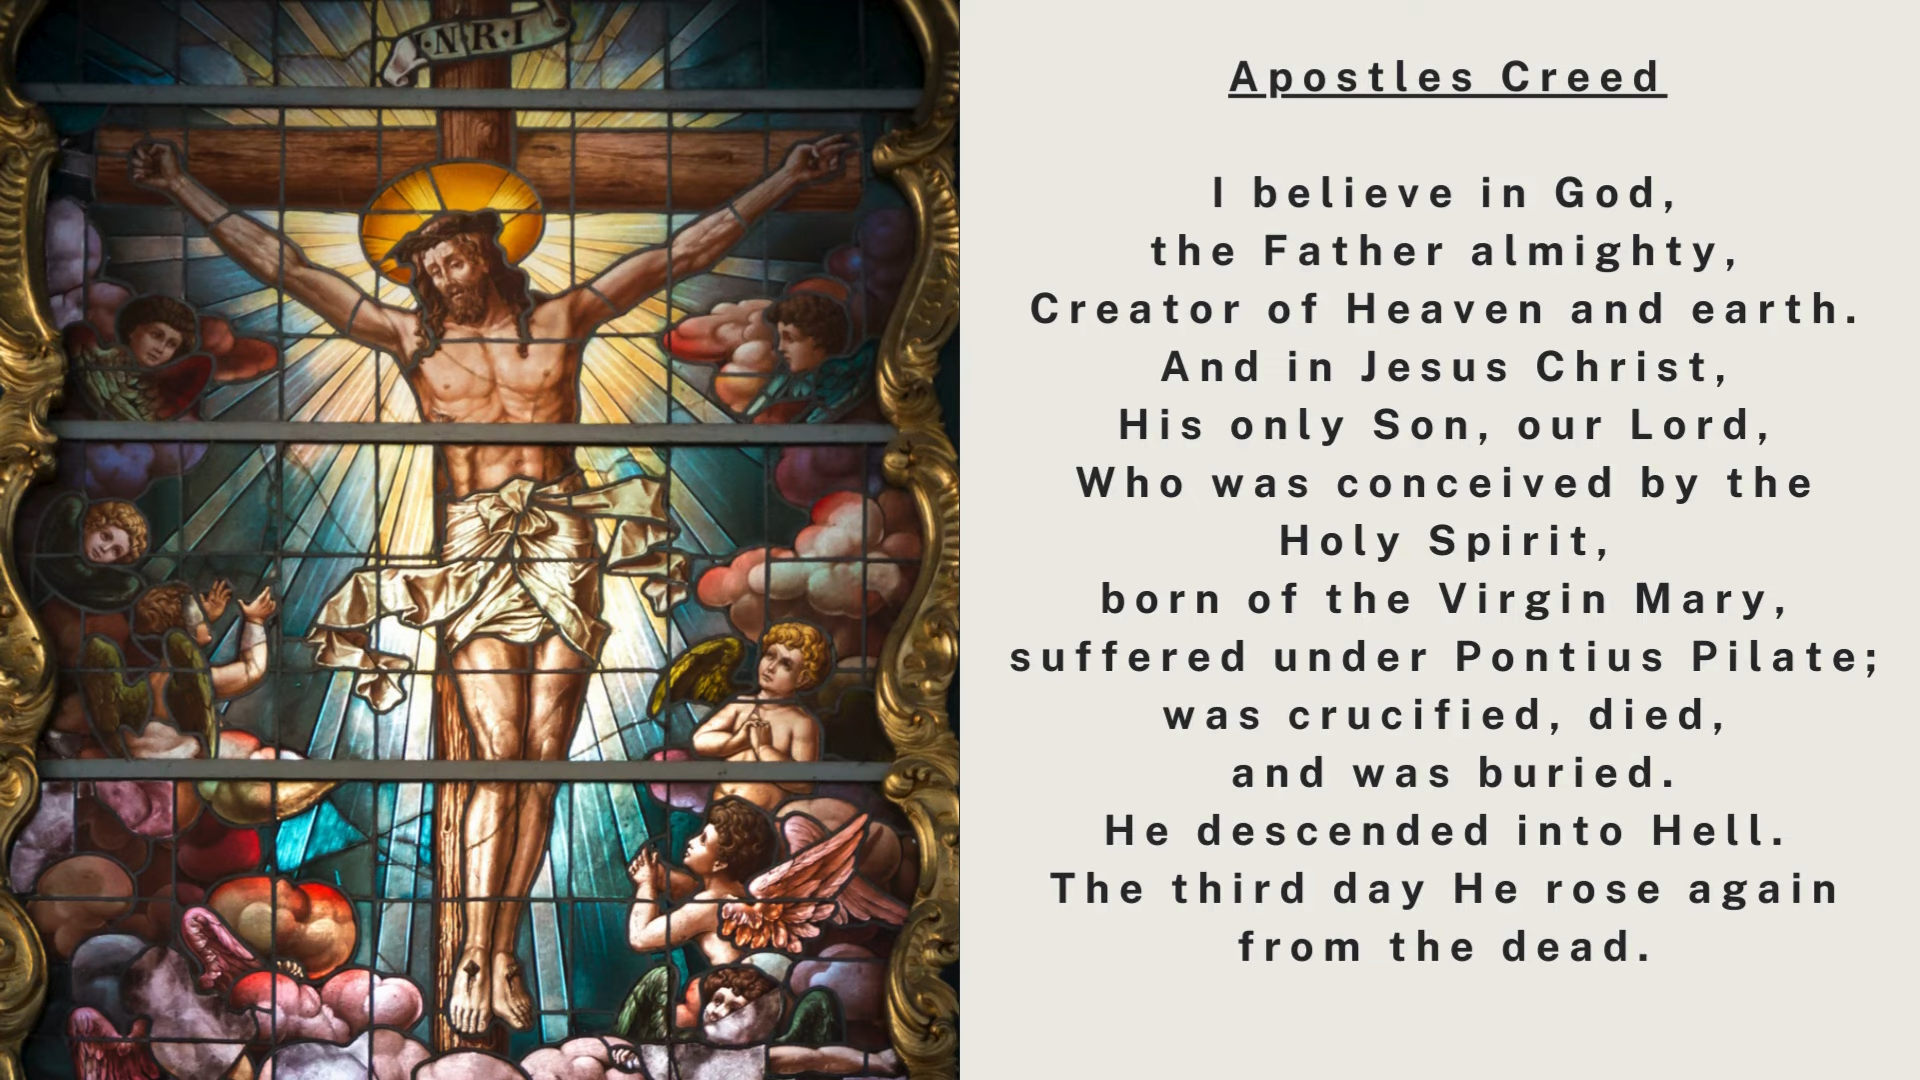 I·N·R·I
Apostles Creed
I believe in God,
the Father almighty,
Creator of Heaven and earth.
And in Jesus Christ,
His only Son, our Lord,
Who was conceived by the
Holy Spirit,
born of the Virgin Mary,
suffered under Pontius Pilate;
was crucified, died,
and was buried.
He descended into Hell.
The third day He rose again
from the dead.